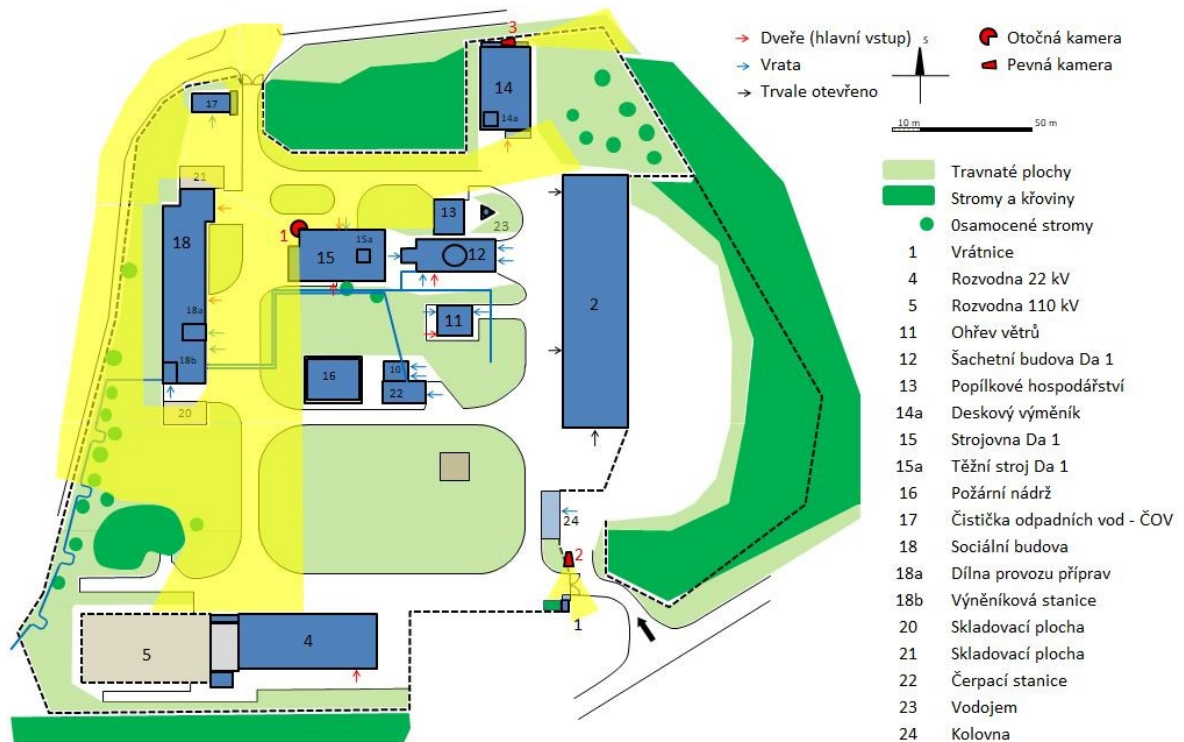 Dveře (hlavní vstup)
Vrata
Trvale otevřeno
S
Otočná kamera
Pevná kamera
10 m
50 m
Travnaté plochy
Stromy a křoviny
0samocené stromy
1 Vrátnice
4 Rozvodna 22 kV
5 Rozvodna 110 kV
11 Ohřev větrů
12 Šachetní budova Da 1
13 Popílkové hospodářství
14a Deskový výměník
15 Strojovna Da 1
15a Těžní stroj Da 1
16 Požární nádrž
17 Čistička odpadních vod - ČOV
18 Sociální budova
18a Dílna provozu příprav
18b Výněníková stanice
20 Skladovací plocha
21 Skladovací plocha
22 Čerpací stanice
23 Vodojem
24 Kolovna
3
14
14a
17
21
18
1
15
15a
13
23
12
2
11
18a
18b
16
10
22
20
24
2
1
5
4